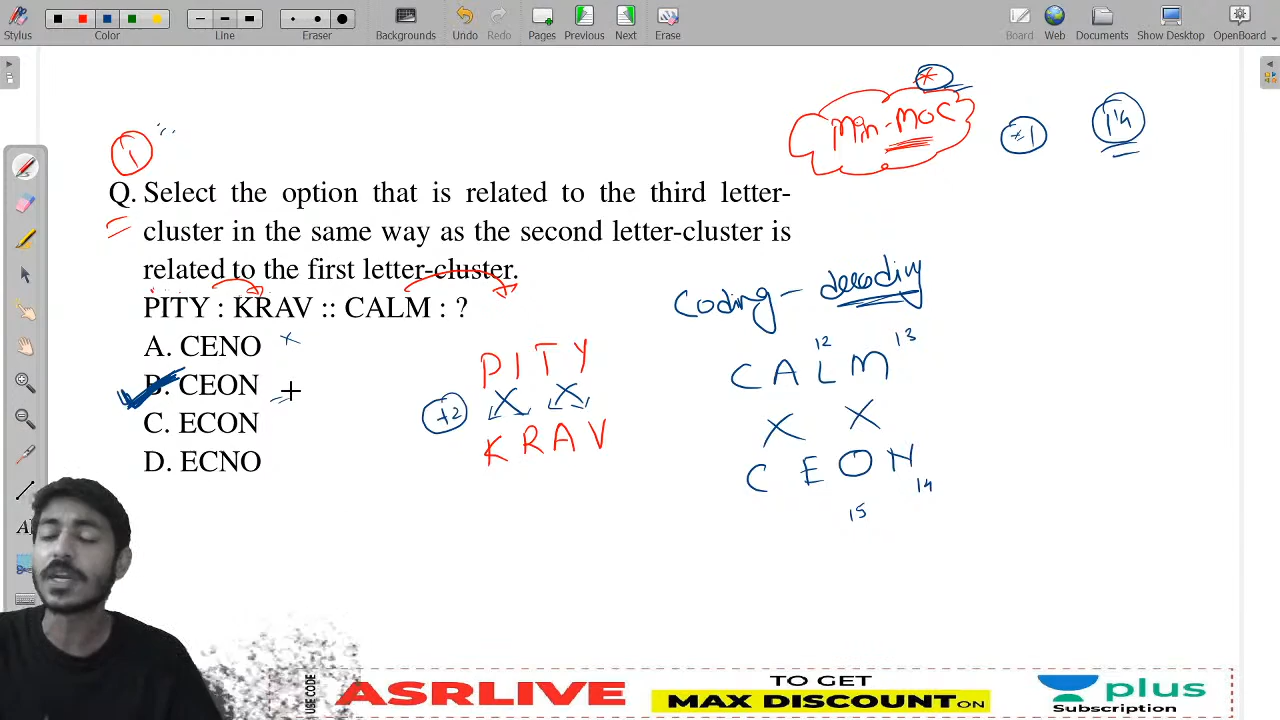 Stylus
Color
Line
Eraser
Backgrounds
Undo
Redo
Pages
Previous
Next
Erase
Board
Web
Documents
Show Desktop
OpenBoard
Min-MOC
*
+1
1
Q. Select the option that is related to the third letter-
cluster in the same way as the second letter-cluster is
related to the first letter-cluster.
PITY : KRAV :: CALM : ?
A. CENO
B. CEON
C. ECON
D. ECNO
PITY
+2
KRAV
Coding-decoding
12 13
CALM
CEON
15 14
USE CODE
ASRLIVE
TO GET
MAX DISCOUNT ON
plus
Subscription